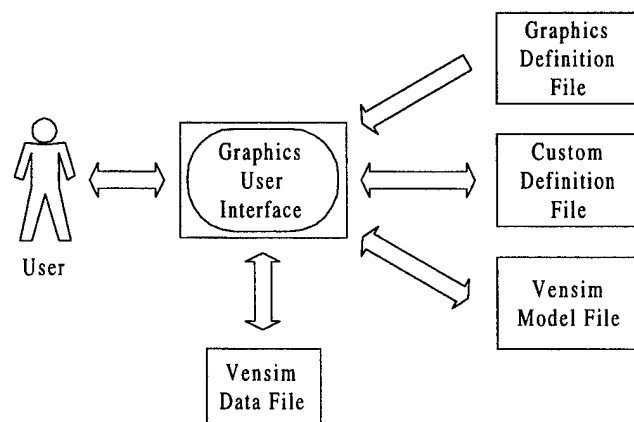 Graphics
Definition
File
Graphics
User
Interface
Custom
Definition
File
User
Vensim
Model File
Vensim
Data File